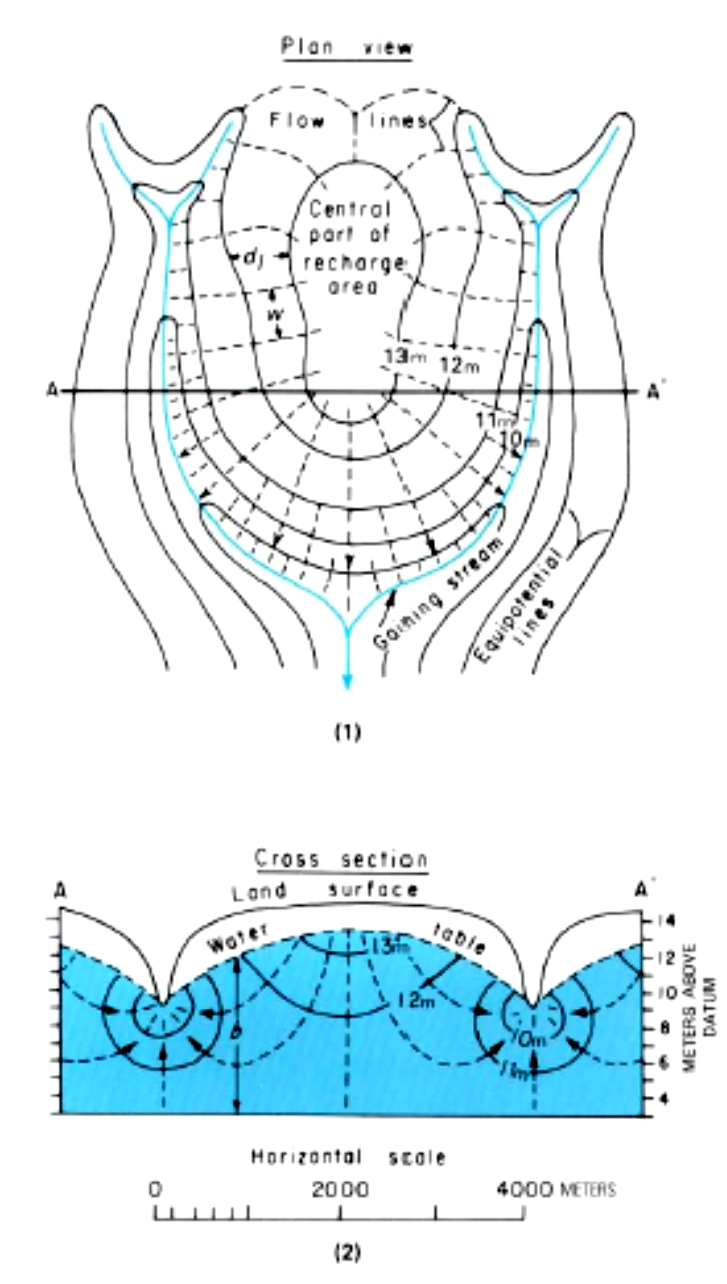 Plan view
Flow lines
Central
part of
recharge
area
d₁
w
13m
12m
A
A'
11m
10m
Gaining stream
Equipotential
lines
(1)
Cross section
A
Land surface
A'
Water table
13m
12m
b
10m
11m
14
12
10
8
6
4
METERS ABOVE
DATUM
Horizontal scale
0 2000 4000 METERS
(2)